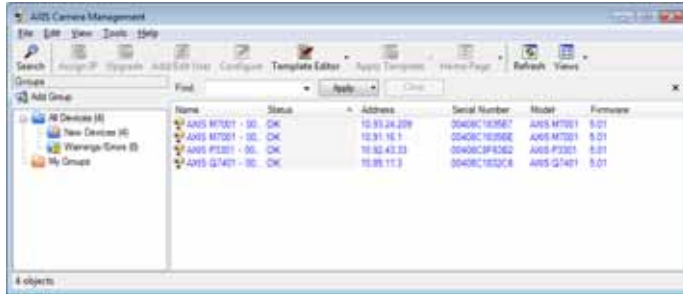 AXIS Camera Management
File Edit View Tools Help
Search Assign IP Upgrade Add/Edit User Configure Template Editor Apply Template Home Page Refresh Views
Groups
Find: Apply Clear
Add Group
Name Status Address Serial Number Model Firmware
All Devices (4)
AXIS M7001 - 00... OK 10.93.24.209 AXIS M7001 5.01
New Devices (4)
AXIS M7001 - 00... OK 10.91.16.1 AXIS M7001 5.01
Warnings/Errors (0)
AXIS P3301 - 00... OK 10.92.43.33 AXIS P3301 5.01
My Groups
AXIS Q7401 - 00... OK 10.89.11.3 AXIS Q7401 5.01
4 objects